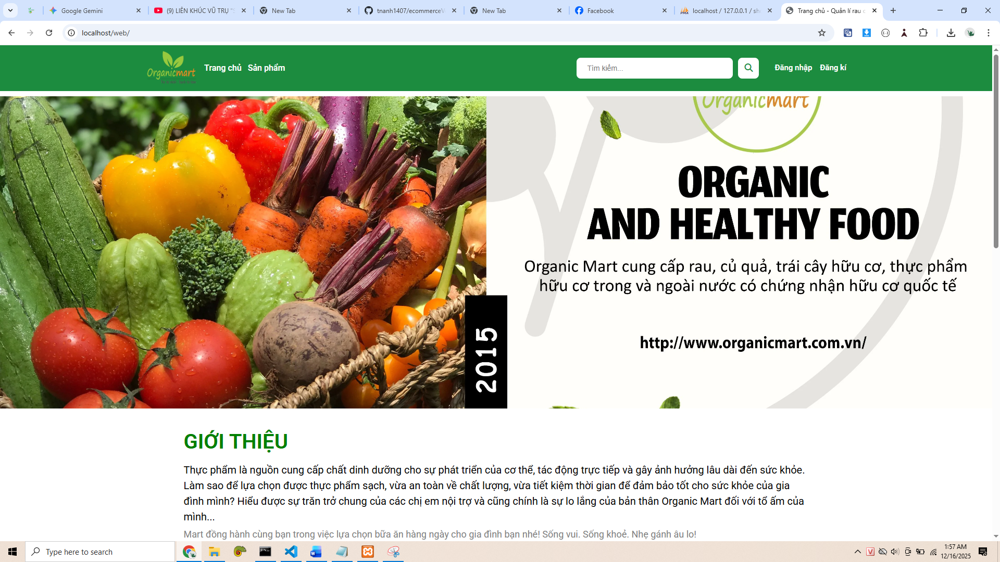 Google Gemini
(9) LIÊN KHÚC VŨ TRỤ "S
New Tab
tnanh1407/ecommerceV
New Tab
Facebook
localhost / 127.0.0.1 / sh
Trang chủ - Quản lí rau c
localhost/web/
Organicmart
Trang chủ
Sản phẩm
Tìm kiếm...
Đăng nhập
Đăng kí
Organicmart
ORGANIC
AND HEALTHY FOOD
Organic Mart cung cấp rau, củ quả, trái cây hữu cơ, thực phẩm
hữu cơ trong và ngoài nước có chứng nhận hữu cơ quốc tế
http://www.organicmart.com.vn/
2015
GIỚI THIỆU
Thực phẩm là nguồn cung cấp chất dinh dưỡng cho sự phát triển của cơ thể, tác động trực tiếp và gây ảnh hưởng lâu dài đến sức khỏe.
Làm sao để lựa chọn được thực phẩm sạch, vừa an toàn về chất lượng, vừa tiết kiệm thời gian để đảm bảo tốt cho sức khỏe của gia
đình mình? Hiểu được sự trăn trở chung của các chị em nội trợ và cũng chính là sự lo lắng của bản thân Organic Mart đối với tổ ấm của
mình...
Mart đồng hành cùng bạn trong việc lựa chọn bữa ăn hàng ngày cho gia đình bạn nhé! Sống vui. Sống khoẻ. Nhẹ gánh âu lo!
Type here to search
1:57 AM
12/16/2025